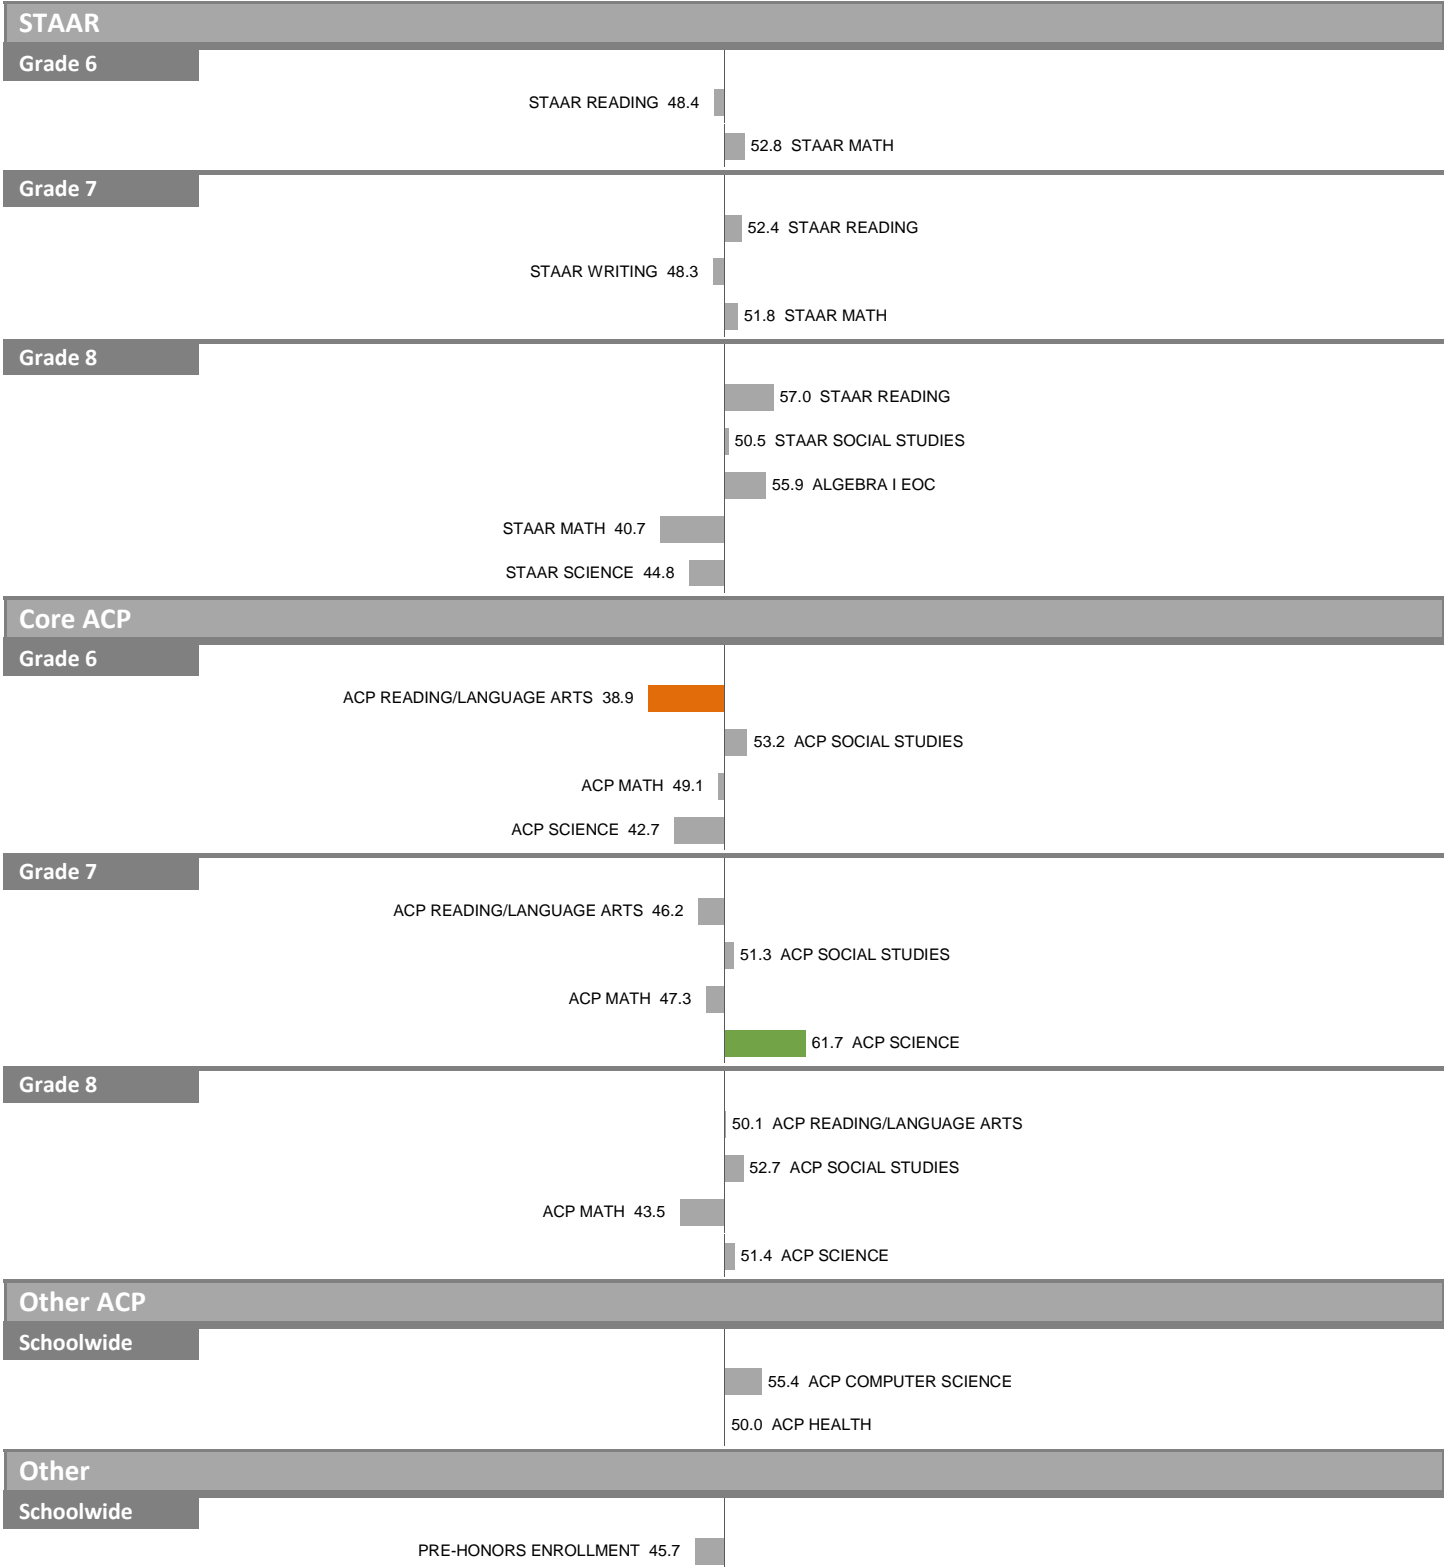 STAAR
Grade 6
STAAR READING 48.4
52.8 STAAR MATH
Grade 7
52.4 STAAR READING
STAAR WRITING 48.3
51.8 STAAR MATH
Grade 8
57.0 STAAR READING
50.5 STAAR SOCIAL STUDIES
55.9 ALGEBRA I EOC
STAAR MATH 40.7
STAAR SCIENCE 44.8
Core ACP
Grade 6
ACP READING/LANGUAGE ARTS 38.9
53.2 ACP SOCIAL STUDIES
ACP MATH 49.1
ACP SCIENCE 42.7
Grade 7
ACP READING/LANGUAGE ARTS 46.2
51.3 ACP SOCIAL STUDIES
ACP MATH 47.3
61.7 ACP SCIENCE
Grade 8
50.1 ACP READING/LANGUAGE ARTS
52.7 ACP SOCIAL STUDIES
ACP MATH 43.5
51.4 ACP SCIENCE
Other ACP
Schoolwide
55.4 ACP COMPUTER SCIENCE
50.0 ACP HEALTH
Other
Schoolwide
PRE-HONORS ENROLLMENT 45.7